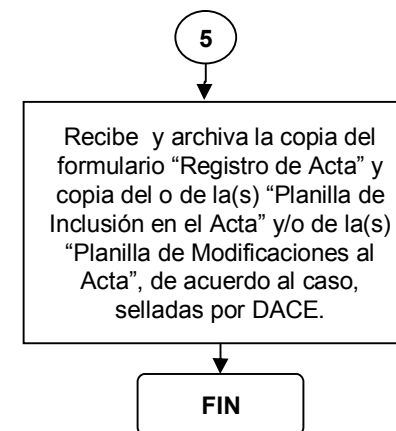 5
Recibe y archiva la copia del
formulario “Registro de Acta” y
copia del o de la(s) “Planilla de
Inclusión en el Acta” y/o de la(s)
“Planilla de Modificaciones al
Acta”, de acuerdo al caso,
selladas por DACE.
FIN